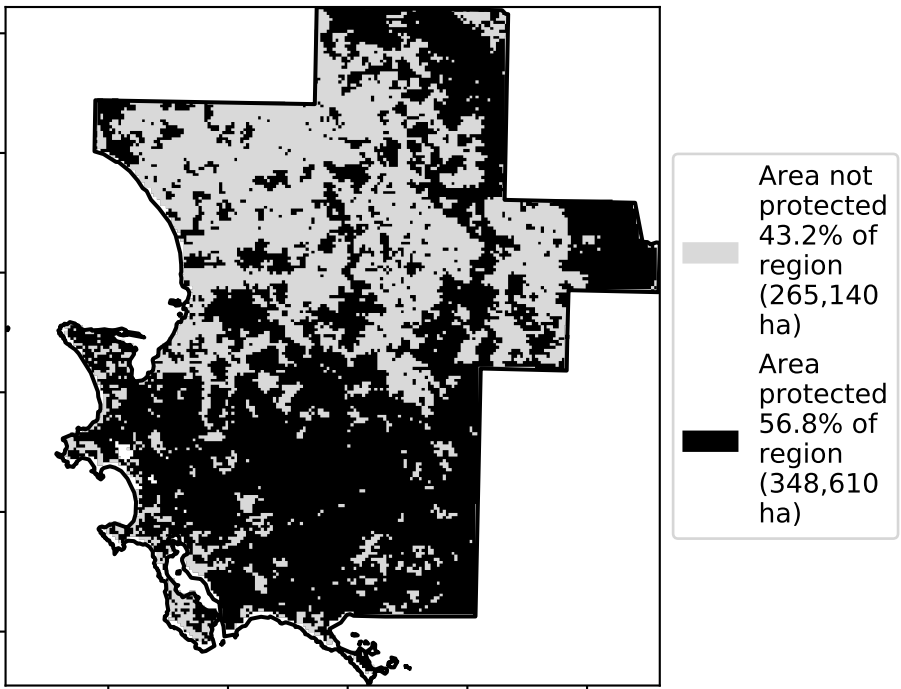 Area not
protected
43.2% of
region
(265,140
ha)
Area
protected
56.8% of
region
(348,610
ha)